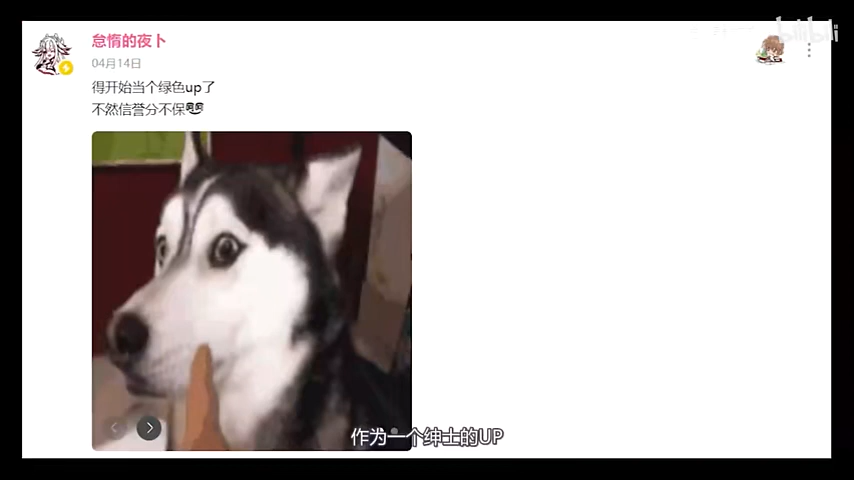 怠惰的夜卜
04月14日
得开始当个绿色up了
不然信誉分不保
bilibili
作为一个绅士的UP